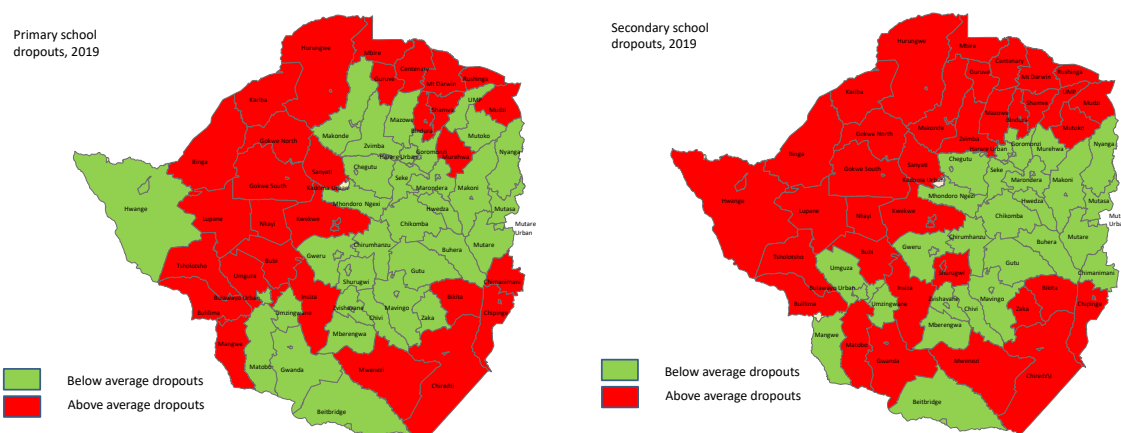 Primary school
dropouts, 2019
Hurungwe
Mbire
Centenary
Guruve
Mt Darwin
Rushinga
Kariba
Shamva
UMP
Mudzi
Mazowe
Bindura
Makonde
Mutoko
Gokwe North
Zvimba
Nyanga
Harare Urban
Goromonzi
Murehwa
Binga
Sanyati
Chegutu
Seke
Gokwe South
Kadoma Urban
Marondera
Makoni
Hwange
Mhondoro Ngezi
Hwedza
Mutasa
Lupane
Nkayi
Kwekwe
Chikomba
Mutare
Urban
Chirumhanzu
Buhera
Mutare
Gweru
Bubi
Tsholotsho
Umguza
Shurugwi
Gutu
Chimanimani
Bulawayo Urban
Insiza
Bikita
Bulilima
Umzingwane
Zvishavane
Chivi
Masvingo
Zaka
Chipinge
Mberengwa
Mangwe
Matobo
Gwanda
Mwenezi
Chiredzi
Beitbridge
Below average dropouts
Above average dropouts
Secondary school
dropouts, 2019
Hurungwe
Mbire
Centenary
Guruve
Mt Darwin
Rushinga
Kariba
UMP
Shamva
Mudzi
Mazowe
Bindura
Makonde
Mutoko
Gokwe North
Zvimba
Nyanga
Harare Urban
Goromonzi
Murehwa
Binga
Sanyati
Chegutu
Seke
Gokwe South
Kadoma Urban
Marondera
Makoni
Hwange
Mhondoro Ngezi
Hwedza
Mutasa
Lupane
Nkayi
Kwekwe
Chikomba
Mutare
Urban
Chirumhanzu
Buhera
Mutare
Gweru
Bubi
Tsholotsho
Umguza
Shurugwi
Gutu
Chimanimani
Bulawayo Urban
Insiza
Bikita
Bulilima
Umzingwane
Zvishavane
Chivi
Masvingo
Zaka
Chipinge
Mberengwa
Mangwe
Matobo
Gwanda
Mwenezi
Chiredzi
Beitbridge
Below average dropouts
Above average dropouts